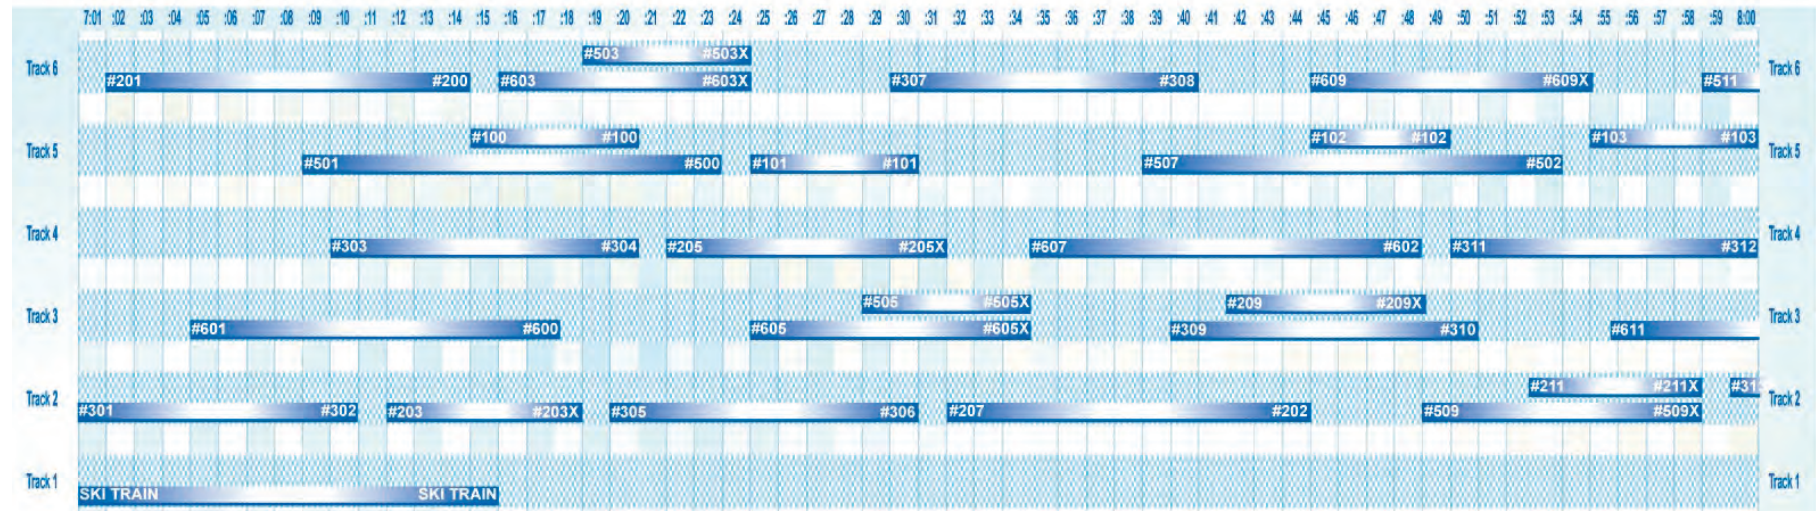 7:01 :02 :03 :04 :05 :06 :07 :08 :09 :10 :11 :12 :13 :14 :15 :16 :17 :18 :19 :20 :21 :22 :23 :24 :25 :26 :27 :28 :29 :30 :31 :32 :33 :34 :35 :36 :37 :38 :39 :40 :41 :42 :43 :44 :45 :46 :47 :48 :49 :50 :51 :52 :53 :54 :55 :56 :57 :58 :59 8:00
#503 #503X
Track 6 Track 6
#201 #200 #603 #603X #307 #308 #609 #609X #511
#100 #100 #102 #102 #103 #103
Track 5 Track 5
#501 #500 #101 #101 #507 #502
Track 4 Track 4
#303 #304 #205 #205X #607 #602 #311 #312
#505 #505X #209 #209X
Track 3 Track 3
#601 #600 #605 #605X #309 #310 #611
#211 #211X #313
Track 2 Track 2
#301 #302 #203 #203X #305 #306 #207 #202 #509 #509X
Track 1 Track 1
SKI TRAIN SKI TRAIN